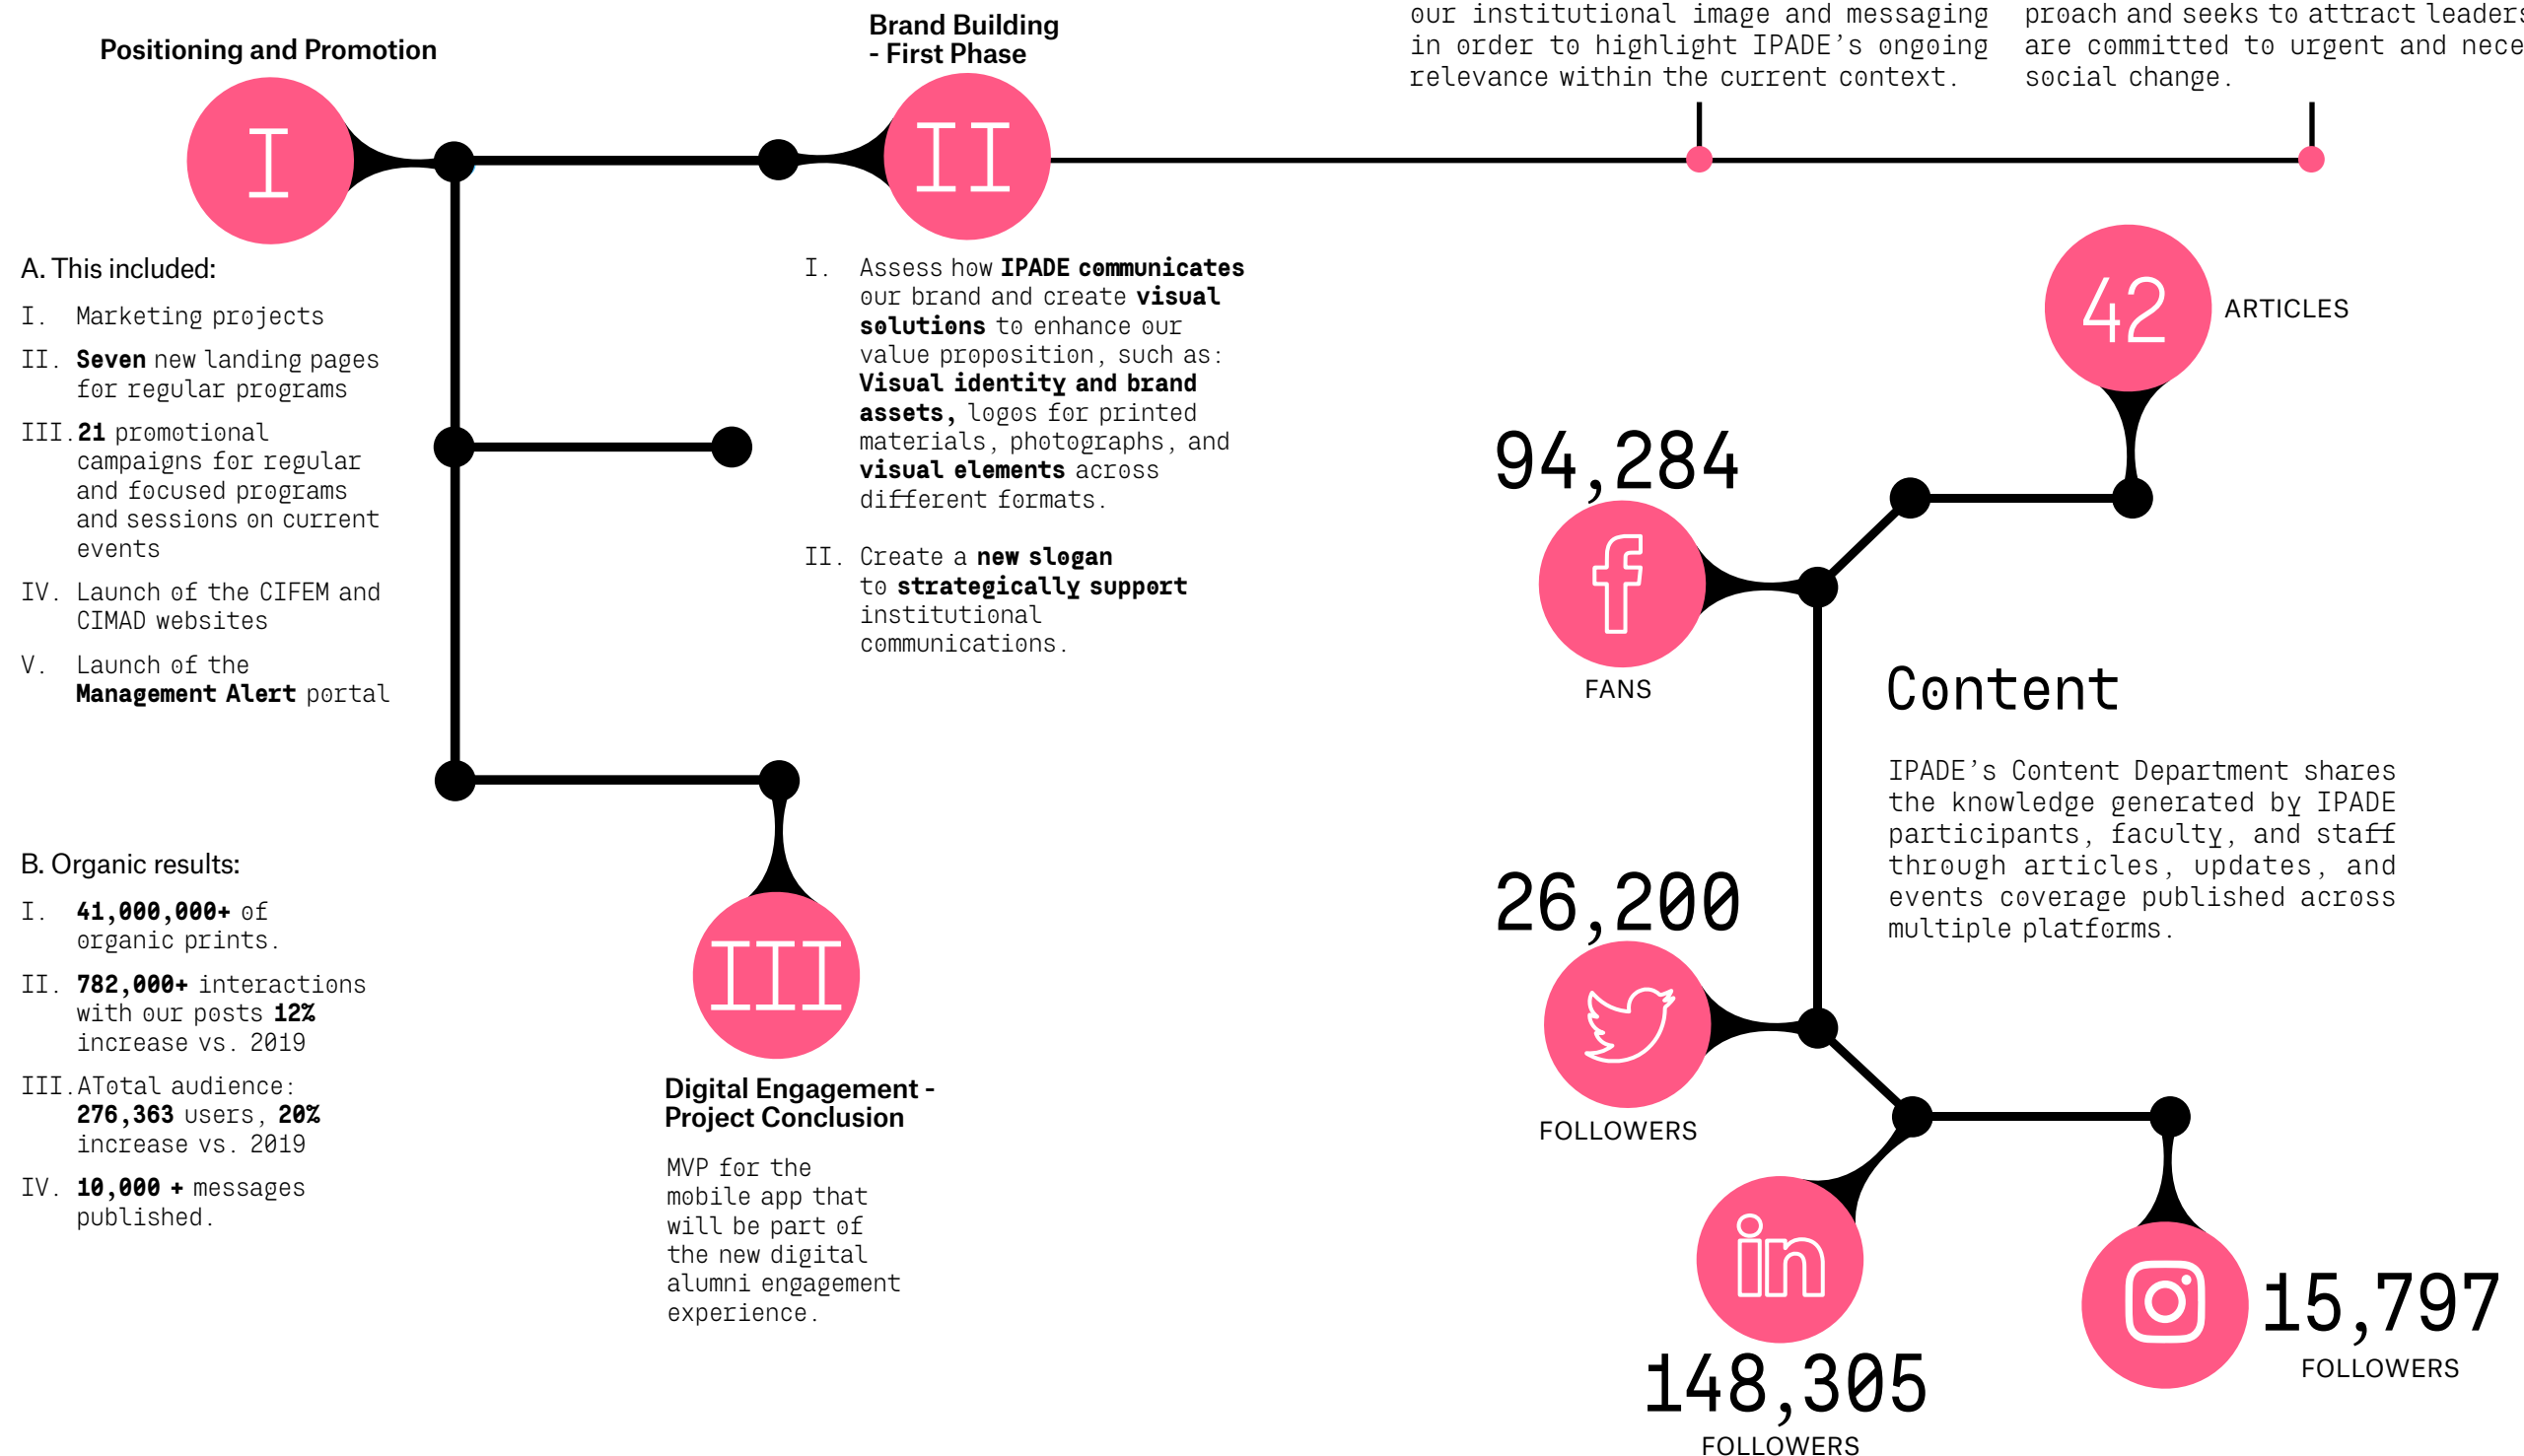 Positioning and Promotion
I
A. This included:
I. Marketing projects
II. Seven new landing pages
for regular programs
III. 21 promotional
campaigns for regular
and focused programs
and sessions on current
events
IV. Launch of the CIFEM and
CIMAD websites
V. Launch of the
Management Alert portal
B. Organic results:
I. 41,000,000+ of
organic prints.
II. 782,000+ interactions
with our posts 12%
increase vs. 2019
III. ATotal audience:
276,363 users, 20%
increase vs. 2019
IV. 10,000 + messages
published.
Brand Building
- First Phase
II
I. Assess how IPADE communicates
our brand and create visual
solutions to enhance our
value proposition, such as:
Visual identity and brand
assets, logos for printed
materials, photographs, and
visual elements across
different formats.
II. Create a new slogan
to strategically support
institutional
communications.
III
Digital Engagement -
Project Conclusion
MVP for the
mobile app that
will be part of
the new digital
alumni engagement
experience.
our institutional image and messaging
in order to highlight IPADE’s ongoing
relevance within the current context.
proach and seeks to attract leaders
are committed to urgent and nece
social change.
42
ARTICLES
94,284
f
FANS
Content
IPADE’s Content Department shares
the knowledge generated by IPADE
participants, faculty, and staff
through articles, updates, and
events coverage published across
multiple platforms.
26,200
FOLLOWERS
in
148,305
FOLLOWERS
15,797
FOLLOWERS